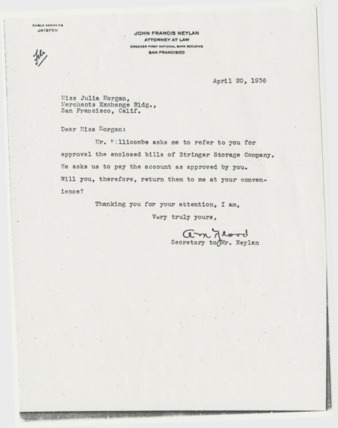 CABLE ADDRESS
JAYEFEN
JOHN FRANCIS NEYLAN
ATTORNEY AT LAW
CROCKER FIRST NATIONAL BANK BUILDING
SAN FRANCISCO
April 20, 1936
Miss Julia Morgan,
Merchants Exchange Bldg.,
San Francisco, Calif.
Dear Miss Morgan:
Mr. Willicombe asks me to refer to you for
approval the enclosed bills of Stringer Storage Company.
He asks us to pay the account as approved by you.
Will you, therefore, return them to me at your conven-
ience?
Thanking you for your attention, I am,
Very truly yours,
AM Flood
Secretary to Mr. Neylan